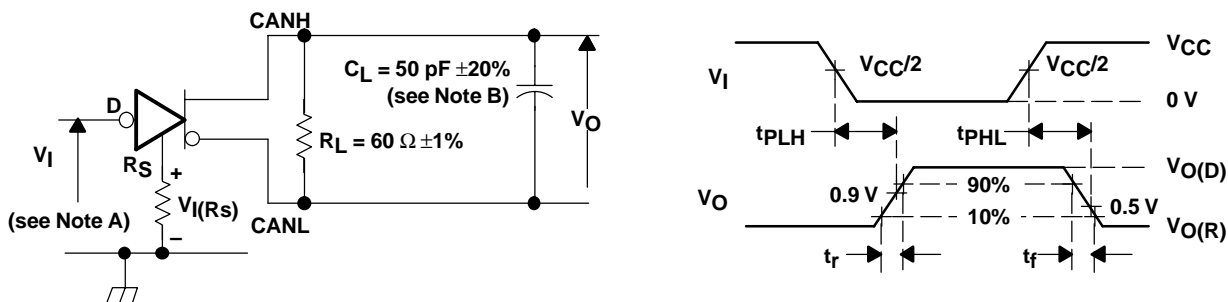 CANH
CL = 50 pF ±20%
(see Note B)
D
VO
VI
RL = 60 Ω ±1%
RS
+
VI(Rs)
(see Note A)
−
CANL
VCC
VI
VCC/2
VCC/2
0 V
tPLH
tPHL
VO(D)
0.9 V
90%
VO
0.5 V
10%
VO(R)
tr
tf